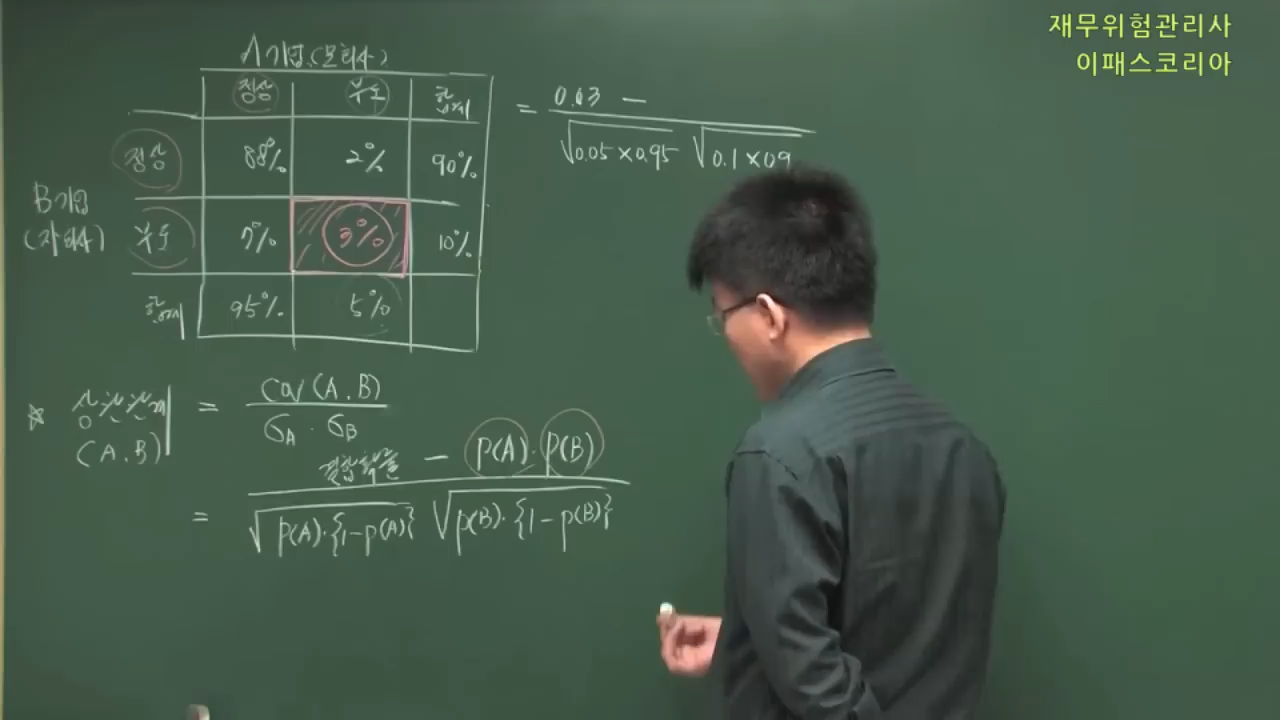 재무위험관리사
이패스코리아
A기업(모회사)
정상 부도 합계
정상 88% 2% 90%
B기업
(자회사)
부도 7% 3% 10%
합계 95% 5%
= 0.03 —
√0.05×0.95 √0.1×0.9
☆ 상관관계
(A.B)
= Cov(A.B)
σA · σB
결합확률 — P(A)·P(B)
= √P(A)·{1-P(A)} √P(B)·{1-P(B)}